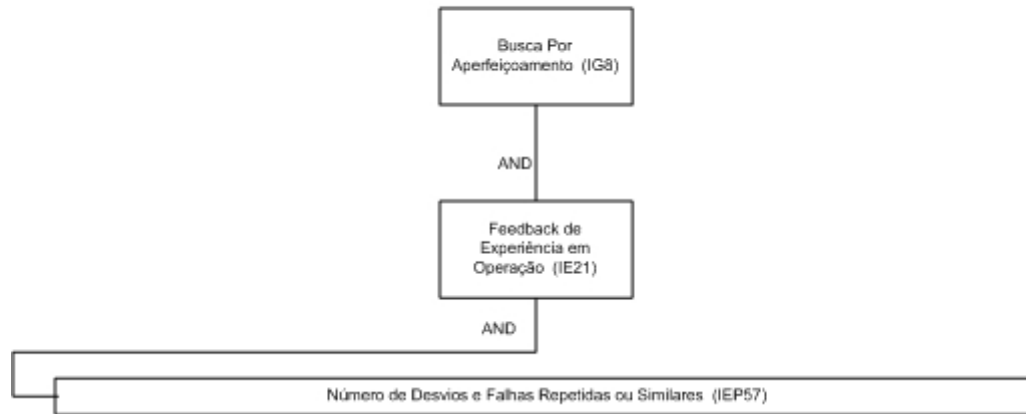 Busca Por
Aperfeiçoamento (IG8)
AND
Feedback de
Experiência em
Operação (IE21)
AND
Número de Desvios e Falhas Repetidas ou Similares (IEP57)